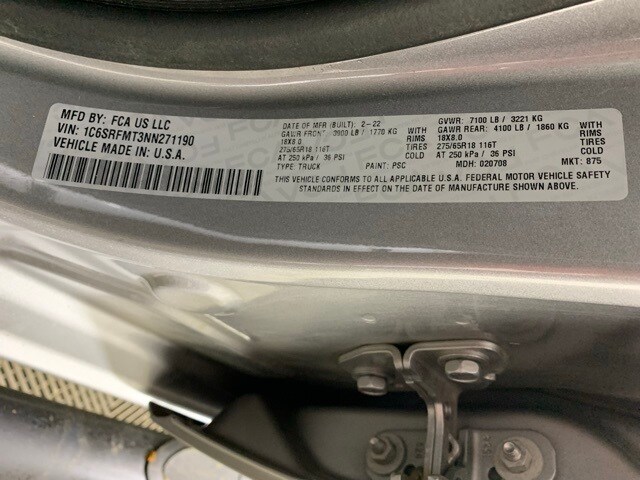 MFD BY: FCA US LLC
VIN: 1C6SRFMT3NN271190
VEHICLE MADE IN: U.S.A.
DATE OF MFR (BUILT): 2-22 GVWR: 7100 LB / 3221 KG
GAWR FRONT: 3900 LB / 1770 KG WITH GAWR REAR: 4100 LB / 1860 KG WITH
18X8.0 RIMS 18X8.0 RIMS
275/65R18 116T TIRES 275/65R18 116T TIRES
AT 250 kPa / 36 PSI COLD AT 250 kPa / 36 PSI COLD
TYPE: TRUCK PAINT: PSC MDH: 020708 MKT: 875
THIS VEHICLE CONFORMS TO ALL APPLICABLE U.S.A. FEDERAL MOTOR VEHICLE SAFETY
STANDARDS IN EFFECT ON THE DATE OF MANUFACTURE SHOWN ABOVE.